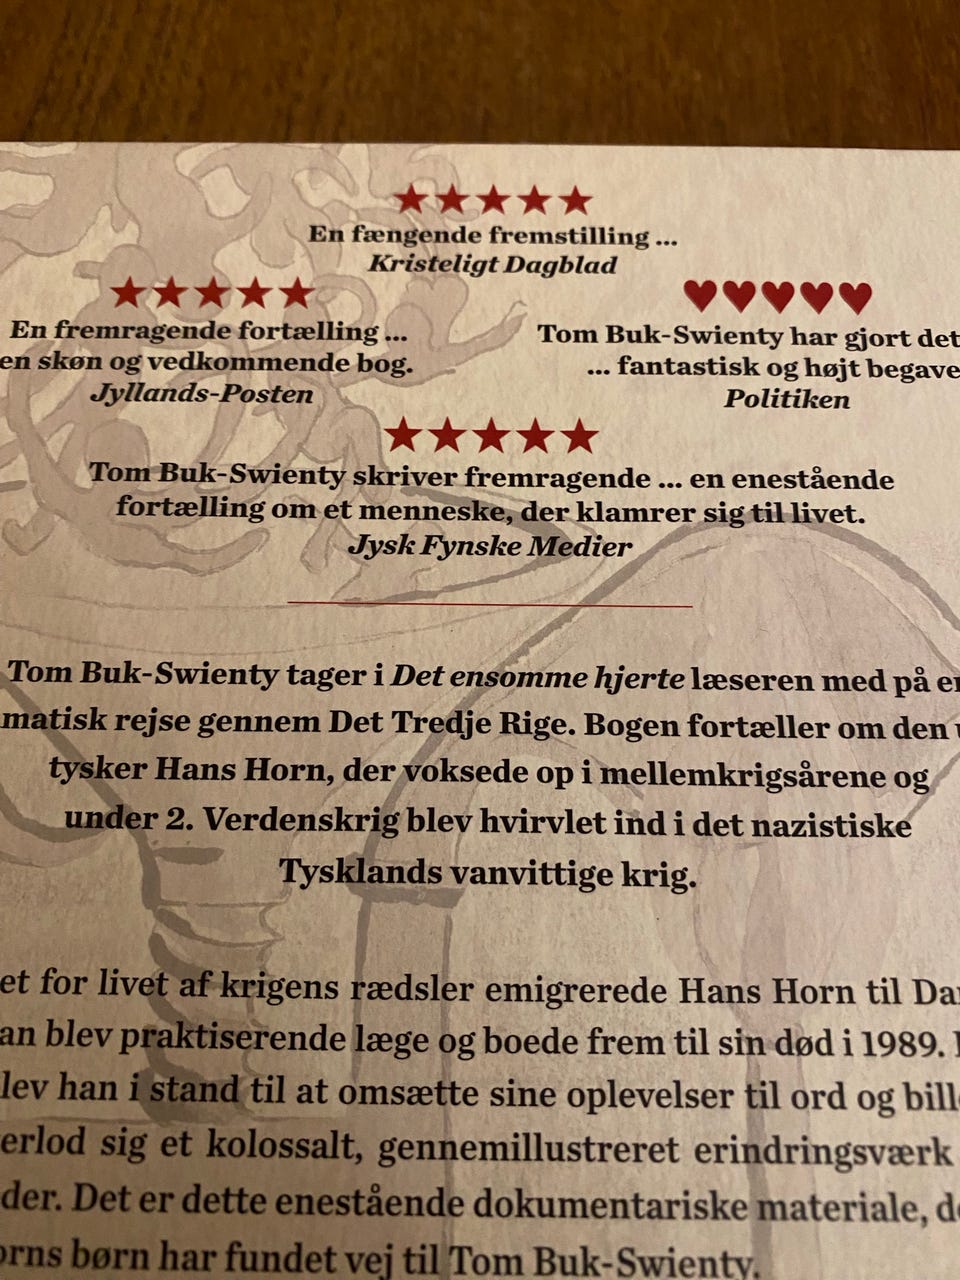 En fængende fremstilling ...
Kristeligt Dagblad
En fremragende fortælling ...
en skøn og vedkommende bog.
Jyllands-Posten
Tom Buk-Swienty har gjort det
... fantastisk og højt begave
Politiken
Tom Buk-Swienty skriver fremragende ... en enestående
fortælling om et menneske, der klamrer sig til livet.
Jysk Fynske Medier
Tom Buk-Swienty tager i Det ensomme hjerte læseren med på
matisk rejse gennem Det Tredje Rige. Bogen fortæller om den
tysker Hans Horn, der voksede op i mellemkrigsårene og
under 2. Verdenskrig blev hvirvlet ind i det nazistiske
Tysklands vanvittige krig.
et for livet af krigens rædsler emigrerede Hans Horn til
an blev praktiserende læge og boede frem til sin død i 1989.
lev han i stand til at omsætte sine oplevelser til ord og
erlod sig et kolossalt, gennemillustreret erindringsværk
der. Det er dette enestående dokumentariske materiale,
orns børn har fundet vej til Tom Buk-Swienty.